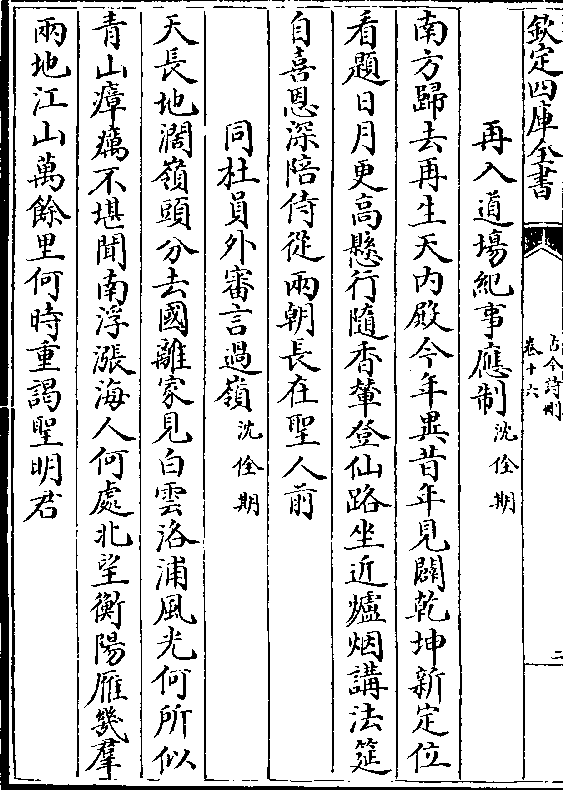 欽定四庫全書
古今詩刪
卷十六
二
再入道塲紀事應制 沈佺期
南方歸去再生天内殿今年異昔年見闢乾坤新定位
看題日月更高懸行隨香輦登仙路坐近爐烟講法筵
自喜恩深陪侍從兩朝長在聖人前
同杜員外審言過嶺 沈佺期
天長地濶嶺頭分去國離家見白雲洛浦風光何所似
青山瘴癘不堪聞南浮漲海人何處北望衡陽雁幾羣
兩地江山萬餘里何時重謁聖明君